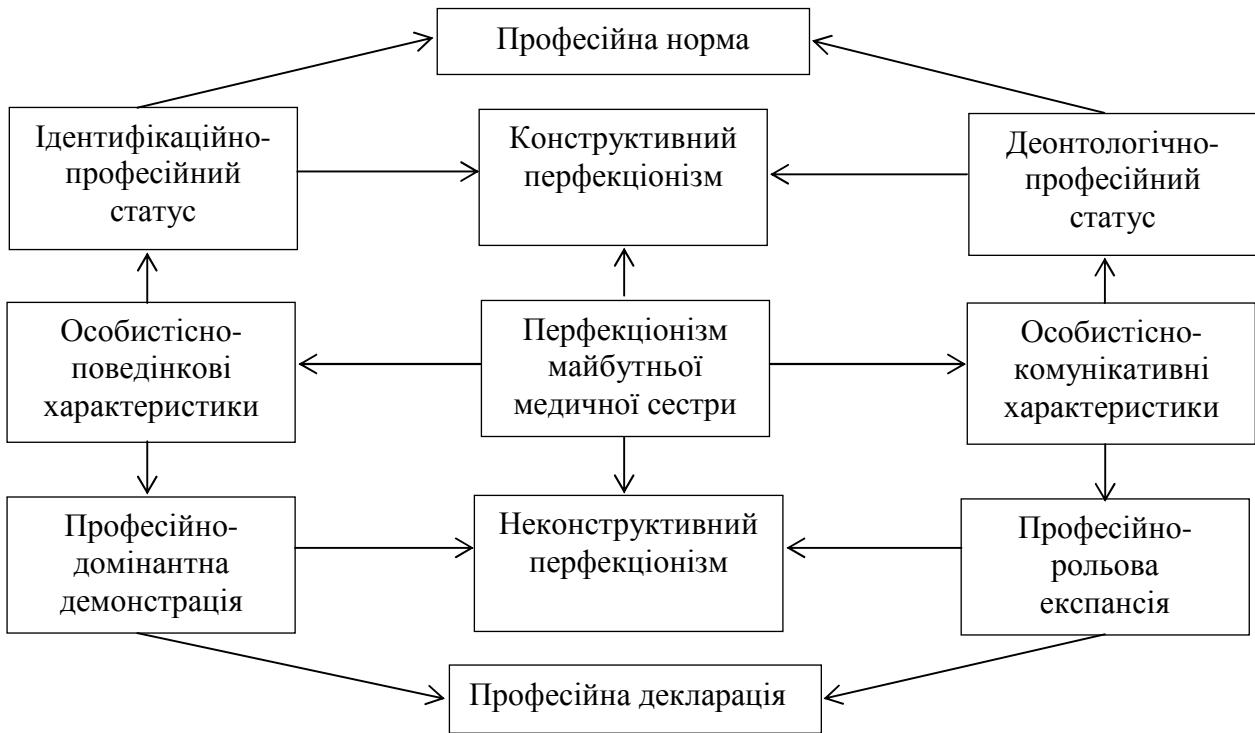 Професійна норма
Ідентифікаційно-
професійний
статус
Конструктивний
перфекціонізм
Деонтологічно-
професійний
статус
Особистісно-
поведінкові
характеристики
Перфекціонізм
майбутньої
медичної сестри
Особистісно-
комунікативні
характеристики
Професійно-
домінантна
демонстрація
Неконструктивний
перфекціонізм
Професійно-
рольова
експансія
Професійна декларація